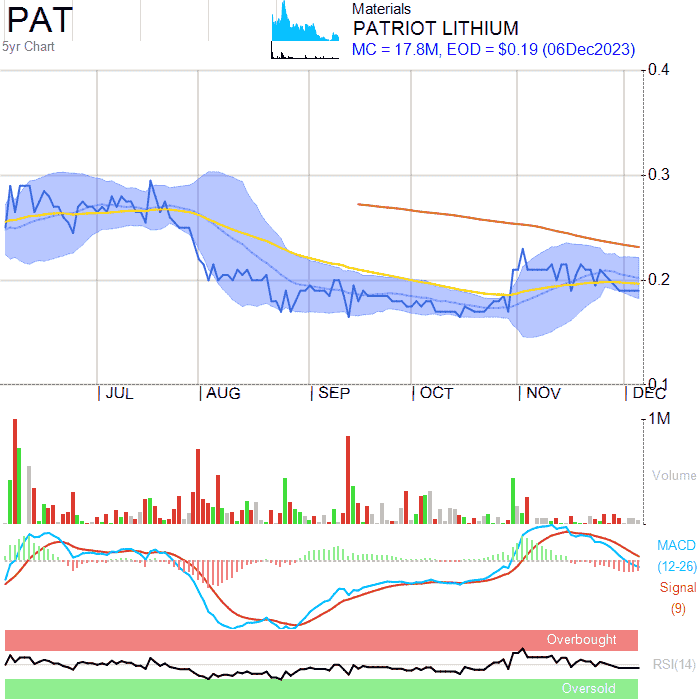 PAT
5yr Chart
Materials
PATRIOT LITHIUM
MC = 17.8M, EOD = $0.19 (06Dec2023)
0.4
0.3
0.2
0.1
JUL AUG SEP OCT NOV DEC
1M
Volume
MACD
(12-26)
Signal
(9)
Overbought
RSI(14)
Oversold